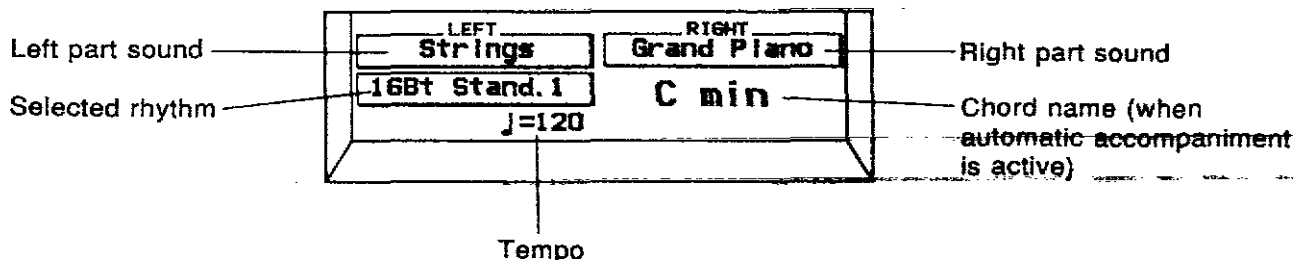 LEFT
RIGHT
Left part sound
Strings
Grand Piano
Right part sound
Selected rhythm
16Bt Stand.1
C min
Chord name (when
automatic accompaniment
is active)
♩=120
Tempo